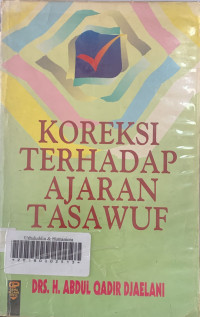 KOREKSI
TERHADAP
AJARAN
TASAWUF
DRS. H. ABDUL QADIR DJAELANI